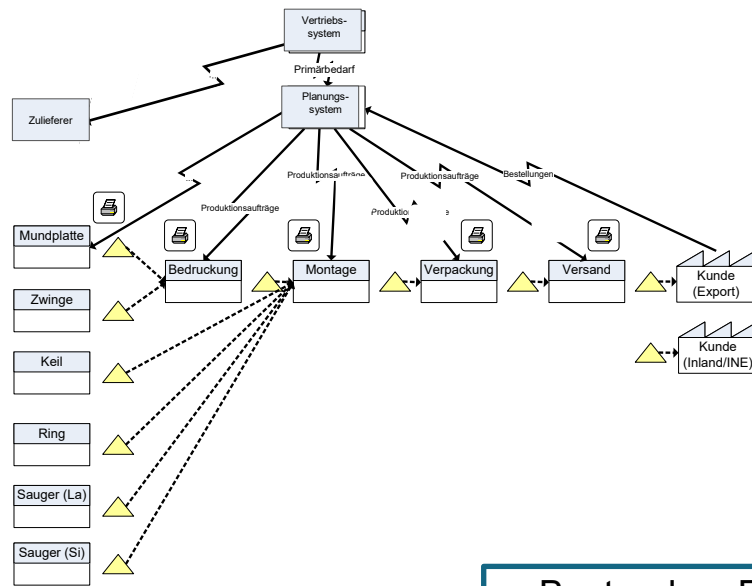 Vertriebs-
system
...
Primärbedarf
Zulieferer
Planungs-
system
...
Produktionsaufträge
Produktionsaufträge
Bestellungen
Produktionsaufträge
Mundplatte
Bedruckung
Montage
Verpackung
Versand
Kunde
(Export)
Zwinge
Kunde
(Inland/INE)
Keil
Ring
Sauger (La)
Sauger (Si)